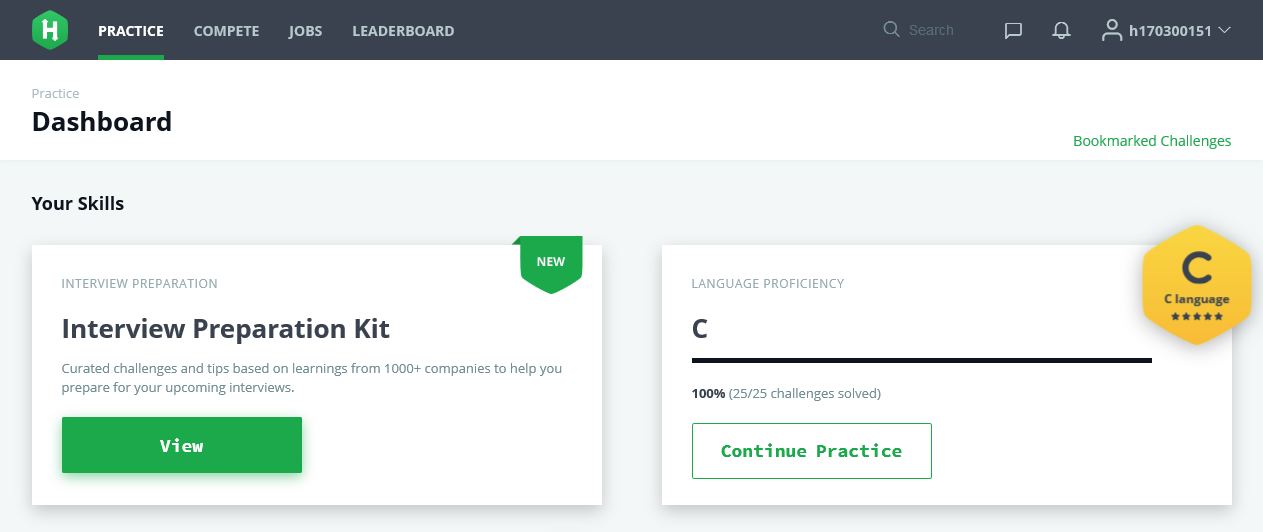 H PRACTICE COMPETE JOBS LEADERBOARD Search h170300151
Practice
Dashboard
Bookmarked Challenges
Your Skills
NEW
INTERVIEW PREPARATION
Interview Preparation Kit
Curated challenges and tips based on learnings from 1000+ companies to help you
prepare for your upcoming interviews.
View
LANGUAGE PROFICIENCY
C
100% (25/25 challenges solved)
Continue Practice
C
C language